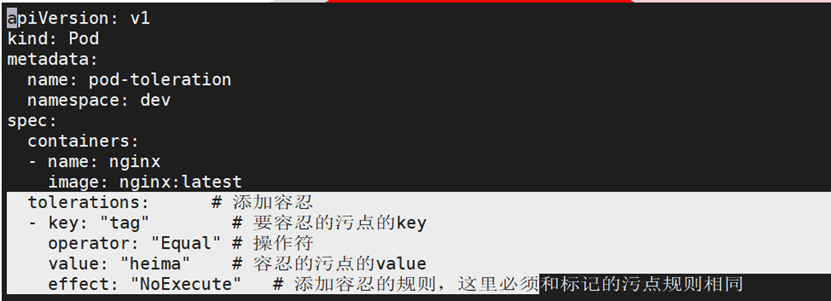 apiVersion: v1
kind: Pod
metadata:
  name: pod-toleration
  namespace: dev
spec:
  containers:
  - name: nginx
    image: nginx:latest
  tolerations:      # 添加容忍
  - key: "tag"        # 要容忍的污点的key
    operator: "Equal" # 操作符
    value: "heima"    # 容忍的污点的value
    effect: "NoExecute"   # 添加容忍的规则，这里必须和标记的污点规则相同